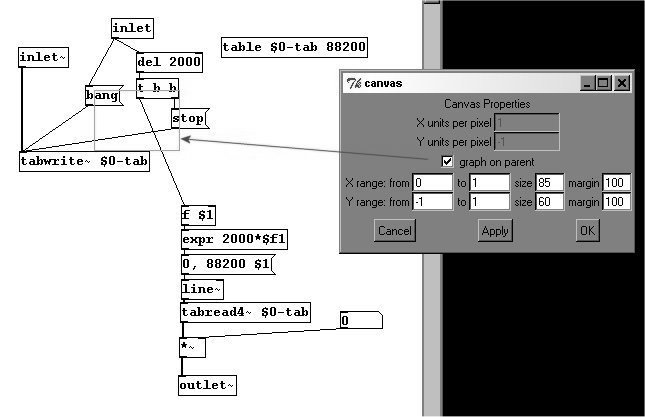 inlet
inlet~
table $0-tab 88200
del 2000
t b b
bang
stop
tabwrite~ $0-tab
f $1
expr 2000*$f1
0, 88200 $1
line~
tabread4~ $0-tab
0
*~
outlet~
canvas
Canvas Properties
X units per pixel 1
Y units per pixel -1
graph on parent
X range: from 0 to 1 size 85 margin 100
Y range: from -1 to 1 size 60 margin 100
Cancel Apply OK